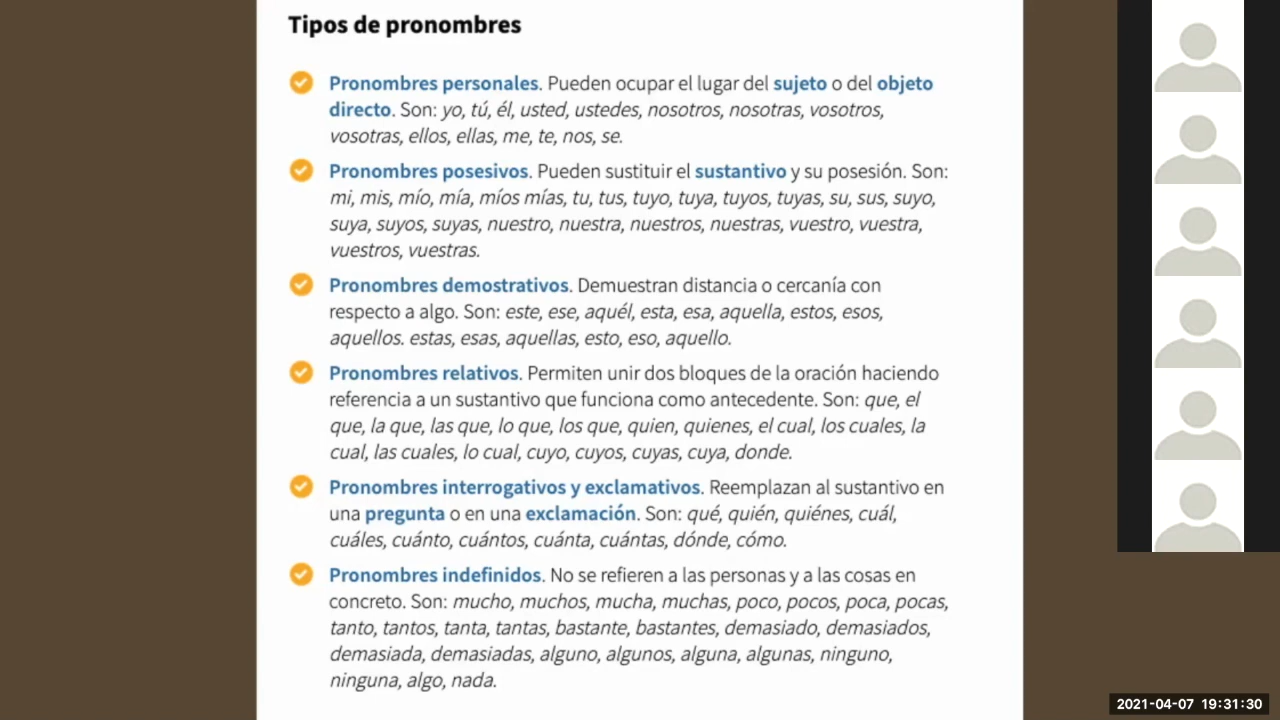 Tipos de pronombres
Pronombres personales. Pueden ocupar el lugar del sujeto o del objeto
directo. Son: yo, tú, él, usted, ustedes, nosotros, nosotras, vosotros,
vosotras, ellos, ellas, me, te, nos, se.
Pronombres posesivos. Pueden sustituir el sustantivo y su posesión. Son:
mi, mis, mío, mía, míos mías, tu, tus, tuyo, tuya, tuyos, tuyas, su, sus, suyo,
suya, suyos, suyas, nuestro, nuestra, nuestros, nuestras, vuestro, vuestra,
vuestros, vuestras.
Pronombres demostrativos. Demuestran distancia o cercanía con
respecto a algo. Son: este, ese, aquél, esta, esa, aquella, estos, esos,
aquellos. estas, esas, aquellas, esto, eso, aquello.
Pronombres relativos. Permiten unir dos bloques de la oración haciendo
referencia a un sustantivo que funciona como antecedente. Son: que, el
que, la que, las que, lo que, los que, quien, quienes, el cual, los cuales, la
cual, las cuales, lo cual, cuyo, cuyos, cuyas, cuya, donde.
Pronombres interrogativos y exclamativos. Reemplazan al sustantivo en
una pregunta o en una exclamación. Son: qué, quién, quiénes, cuál,
cuáles, cuánto, cuántos, cuánta, cuántas, dónde, cómo.
Pronombres indefinidos. No se refieren a las personas y a las cosas en
concreto. Son: mucho, muchos, mucha, muchas, poco, pocos, poca, pocas,
tanto, tantos, tanta, tantas, bastante, bastantes, demasiado, demasiados,
demasiada, demasiadas, alguno, algunos, alguna, algunas, ninguno,
ninguna, algo, nada.
2021-04-07 19:31:30